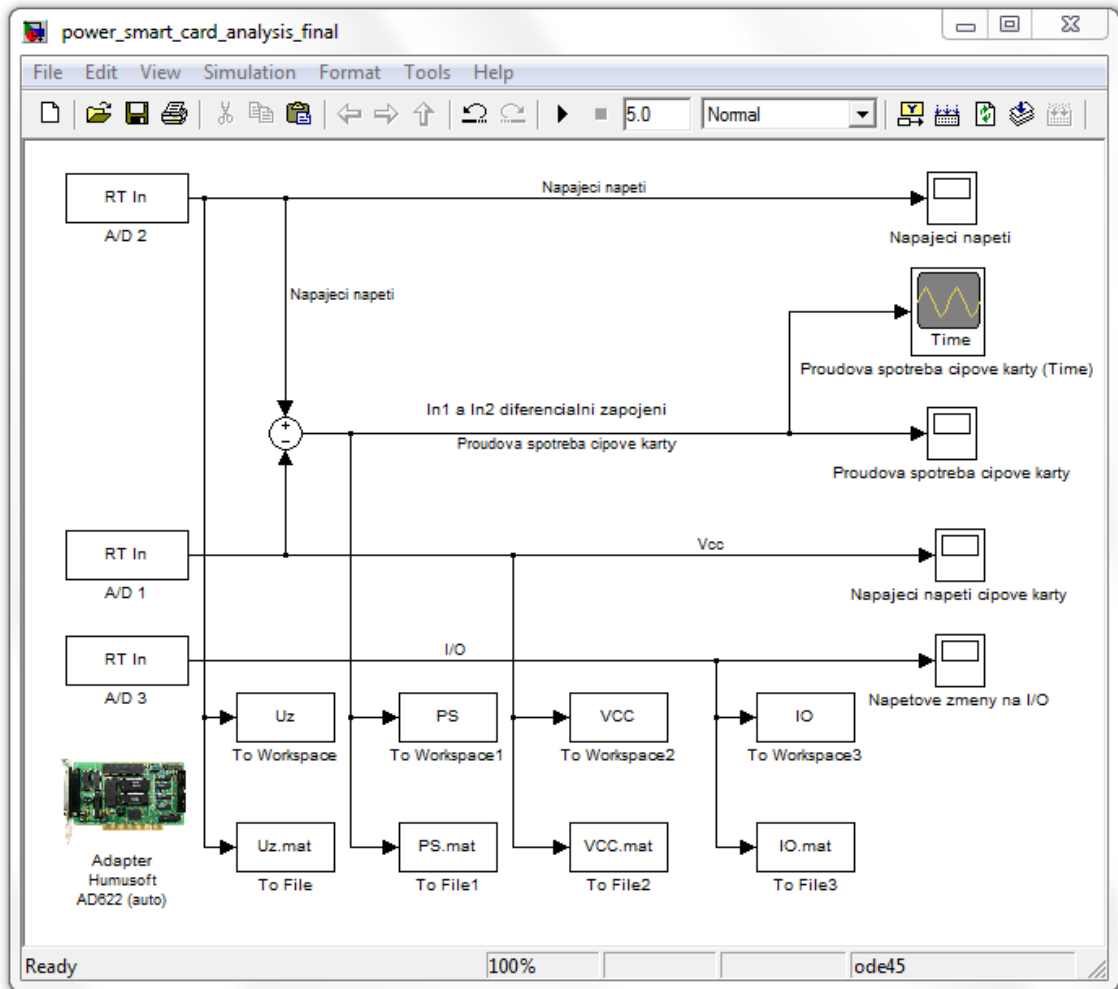 power_smart_card_analysis_final
File Edit View Simulation Format Tools Help
5.0 Normal
RT In
A/D 2
Napajeci napeti
Napajeci napeti
Napajeci napeti
Time
Proudova spotreba cipove karty (Time)
In1 a In2 diferencialni zapojeni
Proudova spotreba cipove karty
Proudova spotreba cipove karty
RT In
A/D 1
Vcc
Napajeci napeti cipove karty
RT In
A/D 3
I/O
Napetove zmeny na I/O
Uz
To Workspace
PS
To Workspace1
VCC
To Workspace2
IO
To Workspace3
Adapter
Humusoft
AD622 (auto)
Uz.mat
To File
PS.mat
To File1
VCC.mat
To File2
IO.mat
To File3
Ready 100% ode45